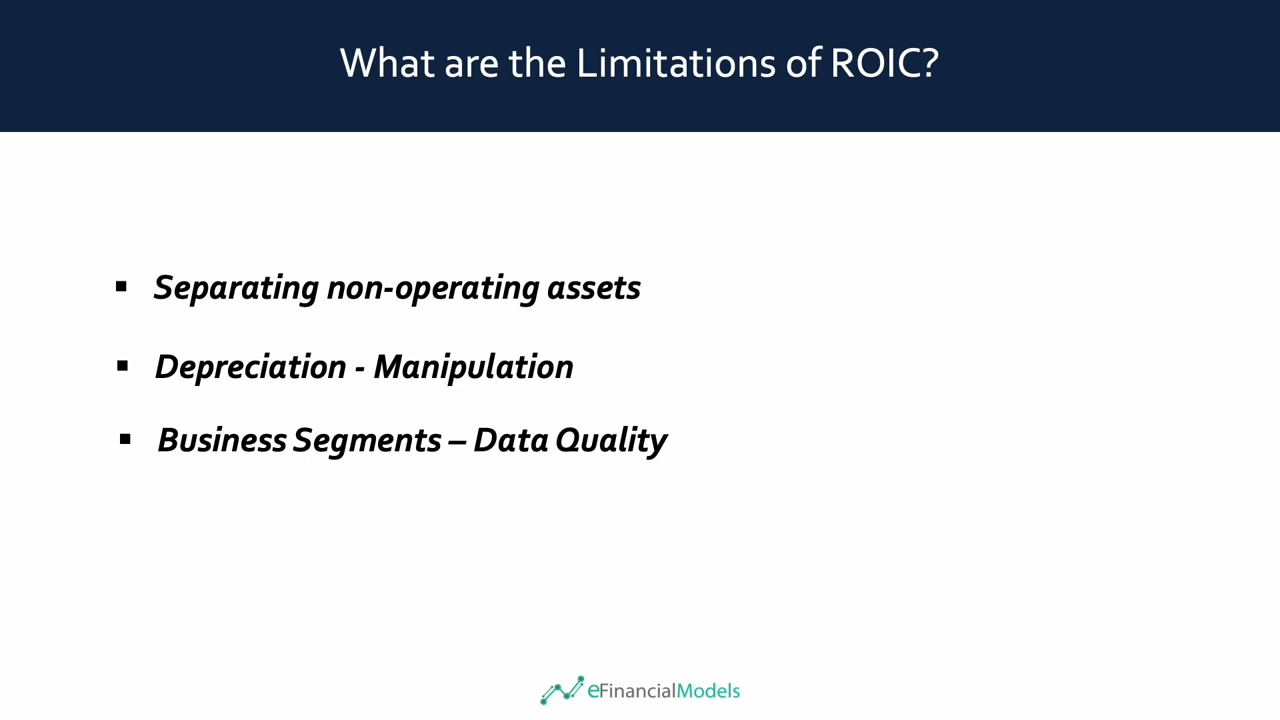 What are the Limitations of ROIC?
▪ Separating non-operating assets
▪ Depreciation - Manipulation
▪ Business Segments – Data Quality
eFinancialModels